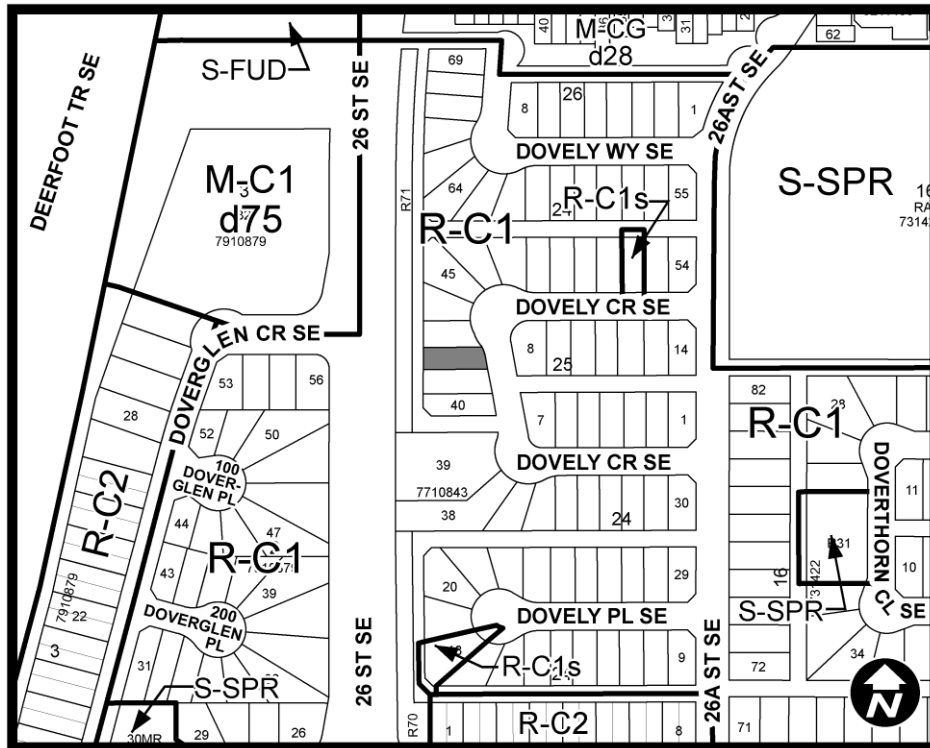 40
31
M-CG
d28
62
S-FUD
DEERFOOT TR SE
26 ST SE
69
8
26
1
26A ST SE
DOVELY WY SE
R71
64
24
55
R-C1s
S-SPR
M-C1
d75
7910879
R-C1
45
54
DOVELY CR SE
DOVERGLEN CR SE
8
25
14
53
56
40
7
1
82
R-C1
28
28
52
50
100
DOVER-
GLEN PL
39
7710843
38
DOVELY CR SE
30
24
DOVERTHORN CL SE
11
R-C2
44
47
R-C1
43
39
20
29
16
10
S-SPR
7910879
22
3
200
DOVERGLEN
PL
DOVELY PL SE
34
31
26 ST SE
R-C1s
9
26A ST SE
72
S-SPR
30MR
29
26
R70
1
R-C2
8
71
N